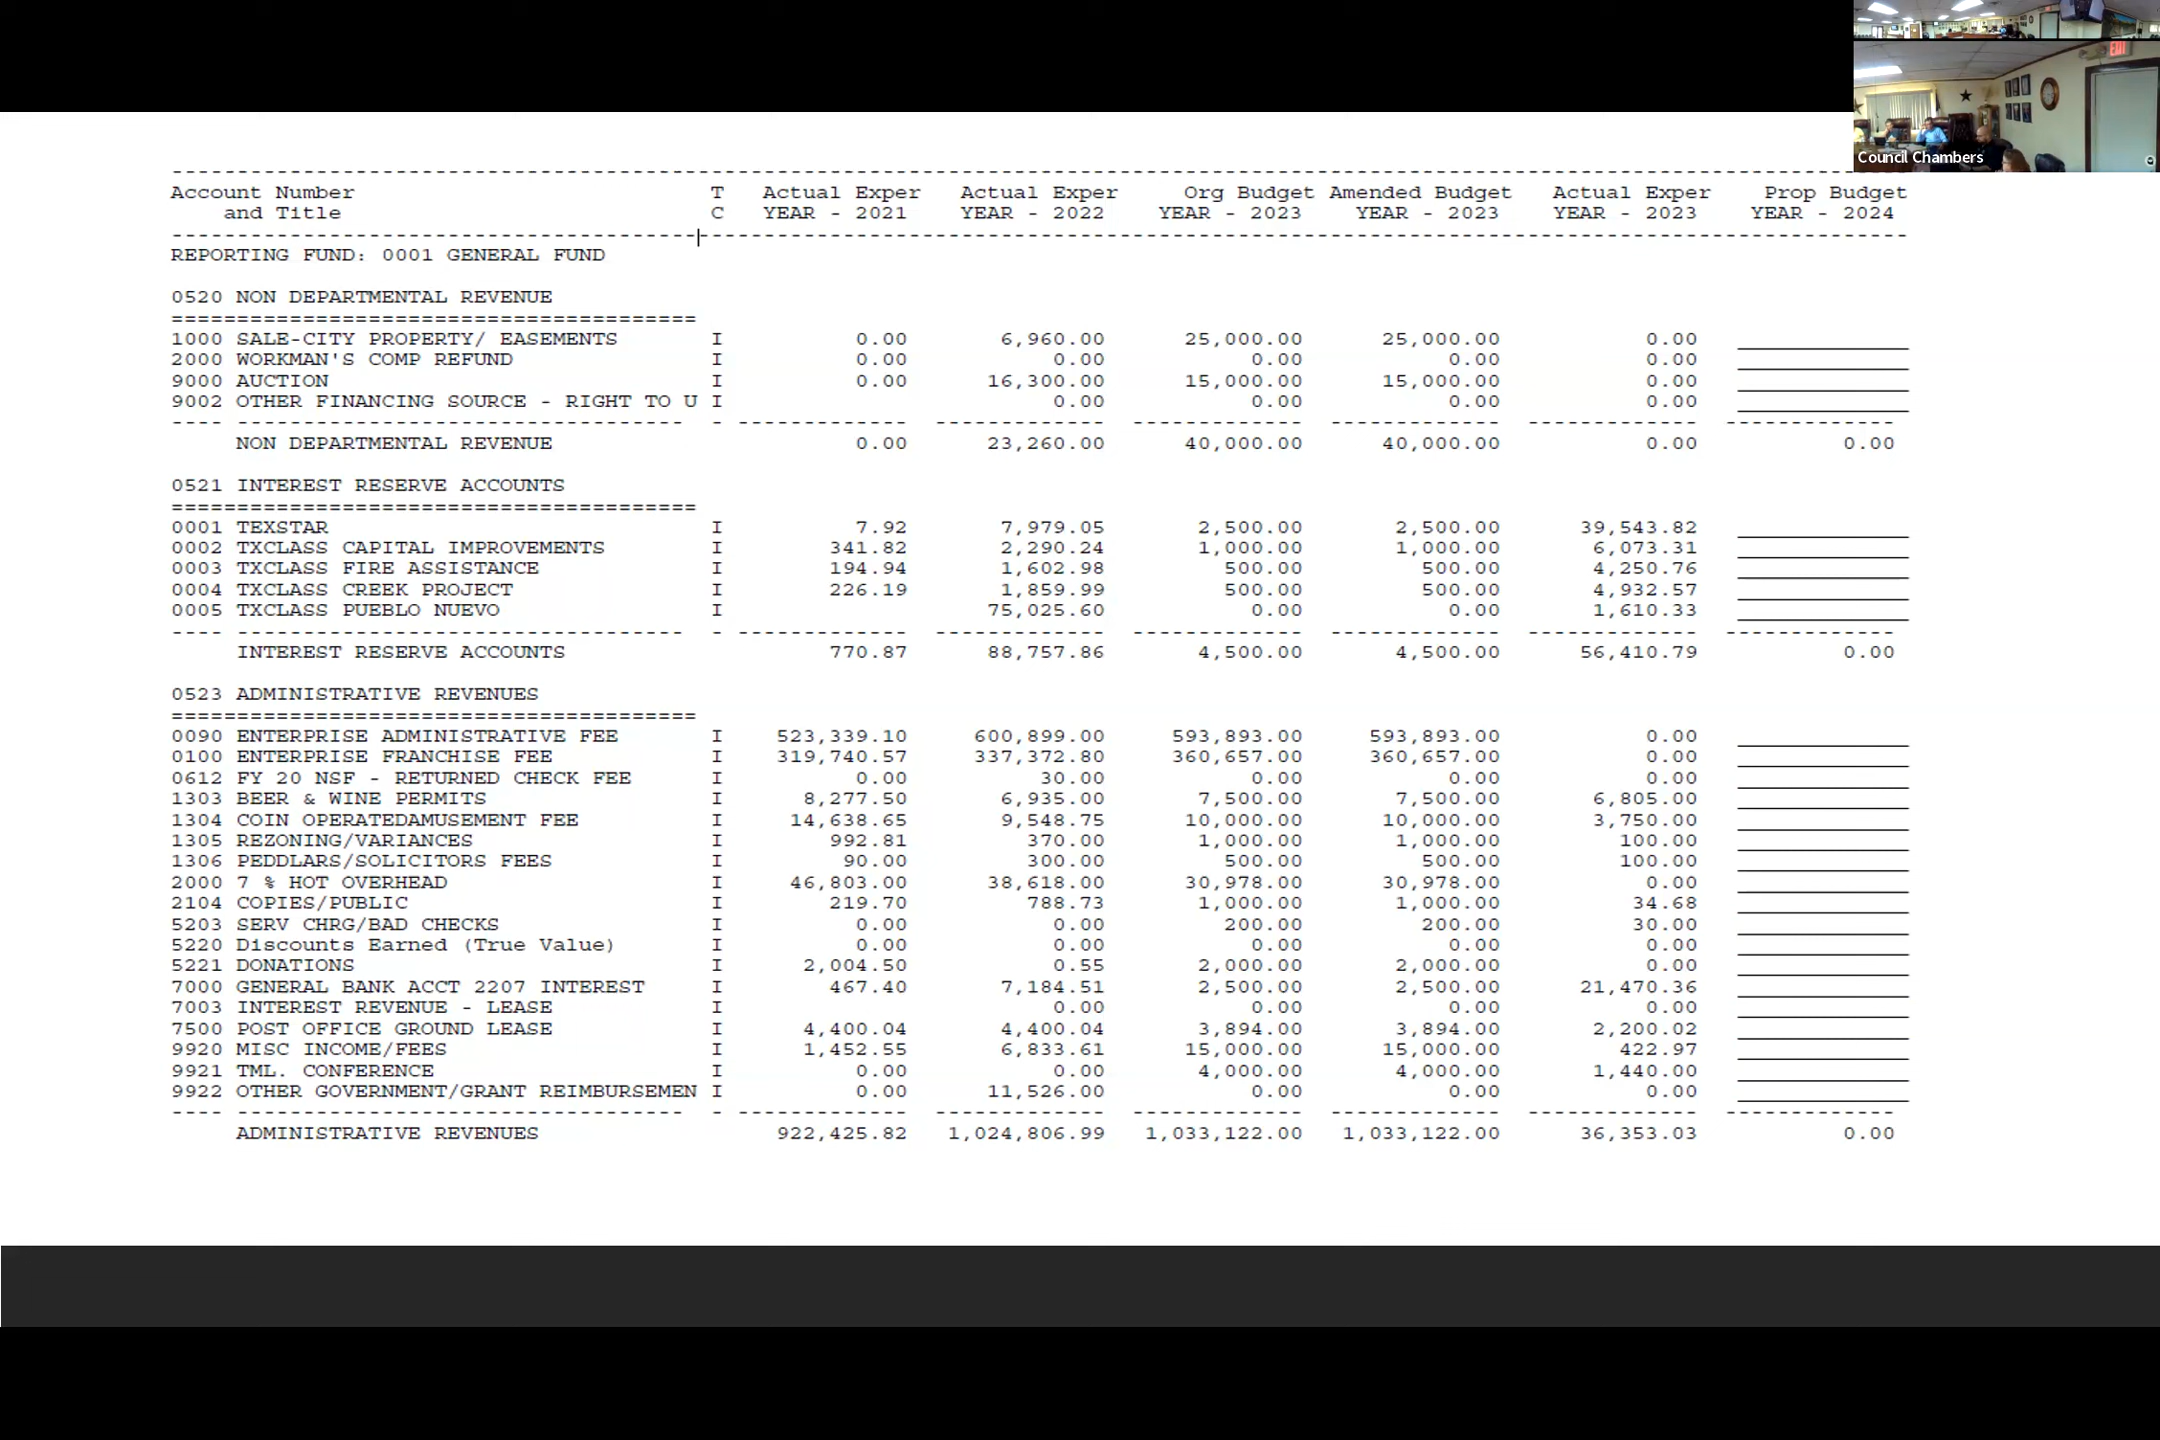 EXIT
Council Chambers
Account Number T Actual Exper Actual Exper Org Budget Amended Budget Actual Exper Prop Budget
and Title C YEAR - 2021 YEAR - 2022 YEAR - 2023 YEAR - 2023 YEAR - 2023 YEAR - 2024
REPORTING FUND: 0001 GENERAL FUND
0520 NON DEPARTMENTAL REVENUE
1000 SALE-CITY PROPERTY/ EASEMENTS I 0.00 6,960.00 25,000.00 25,000.00 0.00
2000 WORKMAN'S COMP REFUND I 0.00 0.00 0.00 0.00 0.00
9000 AUCTION I 0.00 16,300.00 15,000.00 15,000.00 0.00
9002 OTHER FINANCING SOURCE - RIGHT TO U I 0.00 0.00 0.00 0.00
NON DEPARTMENTAL REVENUE 0.00 23,260.00 40,000.00 40,000.00 0.00 0.00
0521 INTEREST RESERVE ACCOUNTS
0001 TEXSTAR I 7.92 7,979.05 2,500.00 2,500.00 39,543.82
0002 TXCLASS CAPITAL IMPROVEMENTS I 341.82 2,290.24 1,000.00 1,000.00 6,073.31
0003 TXCLASS FIRE ASSISTANCE I 194.94 1,602.98 500.00 500.00 4,250.76
0004 TXCLASS CREEK PROJECT I 226.19 1,859.99 500.00 500.00 4,932.57
0005 TXCLASS PUEBLO NUEVO I 75,025.60 0.00 0.00 1,610.33
INTEREST RESERVE ACCOUNTS 770.87 88,757.86 4,500.00 4,500.00 56,410.79 0.00
0523 ADMINISTRATIVE REVENUES
0090 ENTERPRISE ADMINISTRATIVE FEE I 523,339.10 600,899.00 593,893.00 593,893.00 0.00
0100 ENTERPRISE FRANCHISE FEE I 319,740.57 337,372.80 360,657.00 360,657.00 0.00
0612 FY 20 NSF - RETURNED CHECK FEE I 0.00 30.00 0.00 0.00 0.00
1303 BEER & WINE PERMITS I 8,277.50 6,935.00 7,500.00 7,500.00 6,805.00
1304 COIN OPERATEDAMUSEMENT FEE I 14,638.65 9,548.75 10,000.00 10,000.00 3,750.00
1305 REZONING/VARIANCES I 992.81 370.00 1,000.00 1,000.00 100.00
1306 PEDDLARS/SOLICITORS FEES I 90.00 300.00 500.00 500.00 100.00
2000 7 % HOT OVERHEAD I 46,803.00 38,618.00 30,978.00 30,978.00 0.00
2104 COPIES/PUBLIC I 219.70 788.73 1,000.00 1,000.00 34.68
5203 SERV CHRG/BAD CHECKS I 0.00 0.00 200.00 200.00 30.00
5220 Discounts Earned (True Value) I 0.00 0.00 0.00 0.00 0.00
5221 DONATIONS I 2,004.50 0.55 2,000.00 2,000.00 0.00
7000 GENERAL BANK ACCT 2207 INTEREST I 467.40 7,184.51 2,500.00 2,500.00 21,470.36
7003 INTEREST REVENUE - LEASE I 0.00 0.00 0.00 0.00
7500 POST OFFICE GROUND LEASE I 4,400.04 4,400.04 3,894.00 3,894.00 2,200.02
9920 MISC INCOME/FEES I 1,452.55 6,833.61 15,000.00 15,000.00 422.97
9921 TML. CONFERENCE I 0.00 0.00 4,000.00 4,000.00 1,440.00
9922 OTHER GOVERNMENT/GRANT REIMBURSEMEN I 0.00 11,526.00 0.00 0.00 0.00
ADMINISTRATIVE REVENUES 922,425.82 1,024,806.99 1,033,122.00 1,033,122.00 36,353.03 0.00